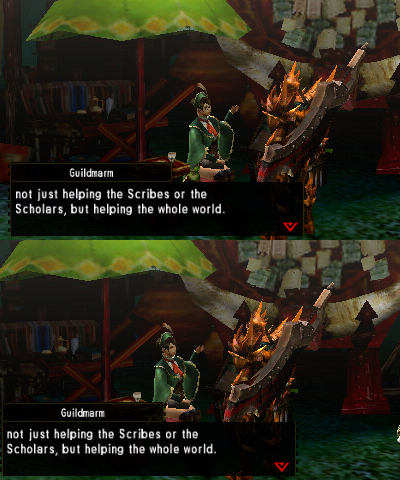 Guildmarm
not just helping the Scribes or the
Scholars, but helping the whole world.
Guildmarm
not just helping the Scribes or the
Scholars, but helping the whole world.